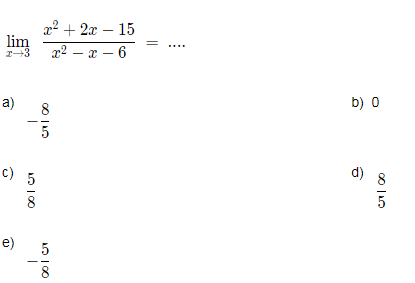 lim x→3 (x² + 2x − 15)/(x² − x − 6) = ....
a) −8/5 b) 0
c) 5/8 d) 8/5
e) −5/8